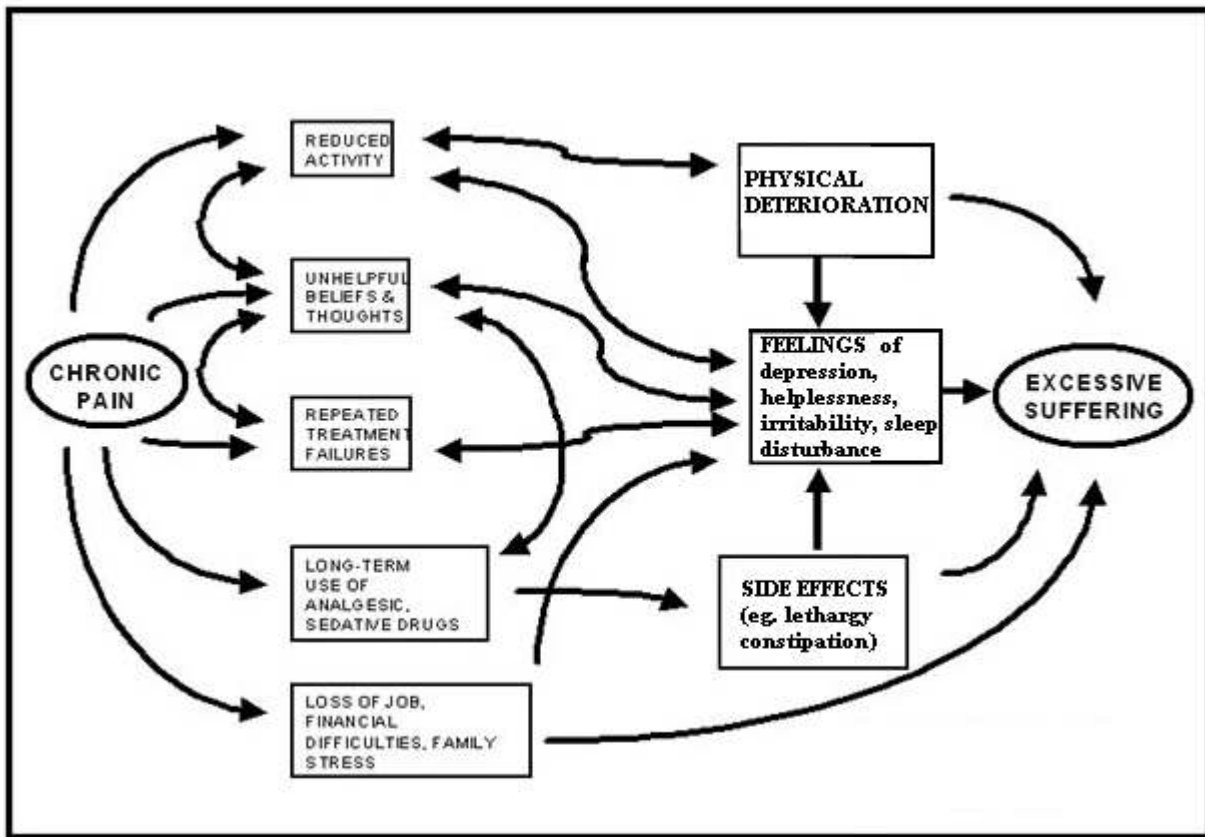 CHRONIC
PAIN
REDUCED
ACTIVITY
UNHELPFUL
BELIEFS &
THOUGHTS
REPEATED
TREATMENT
FAILURES
LONG-TERM
USE OF
ANALGESIC,
SEDATIVE DRUGS
LOSS OF JOB,
FINANCIAL
DIFFICULTIES, FAMILY
STRESS
PHYSICAL
DETERIORATION
FEELINGS of
depression,
helplessness,
irritability, sleep
disturbance
SIDE EFFECTS
(eg. lethargy
constipation)
EXCESSIVE
SUFFERING